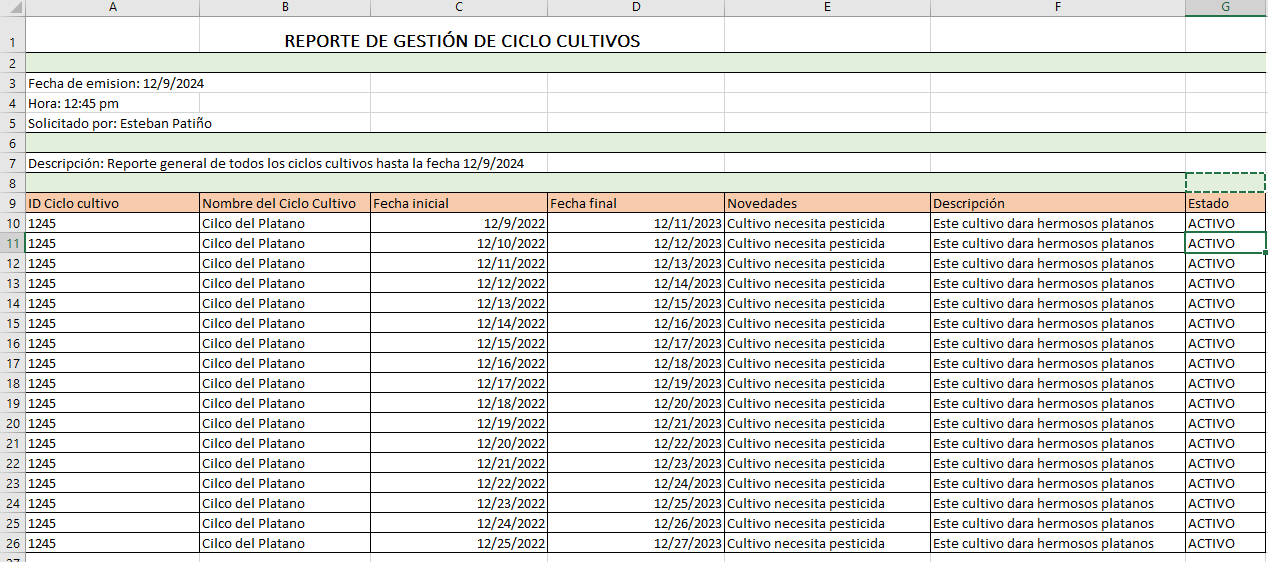 A B C D E F G
1 REPORTE DE GESTIÓN DE CICLO CULTIVOS
2
3 Fecha de emision: 12/9/2024
4 Hora: 12:45 pm
5 Solicitado por: Esteban Patiño
6
7 Descripción: Reporte general de todos los ciclos cultivos hasta la fecha 12/9/2024
8
9 ID Ciclo cultivo Nombre del Ciclo Cultivo Fecha inicial Fecha final Novedades Descripción Estado
10 1245 Cilco del Platano 12/9/2022 12/11/2023 Cultivo necesita pesticida Este cultivo dara hermosos platanos ACTIVO
11 1245 Cilco del Platano 12/10/2022 12/12/2023 Cultivo necesita pesticida Este cultivo dara hermosos platanos ACTIVO
12 1245 Cilco del Platano 12/11/2022 12/13/2023 Cultivo necesita pesticida Este cultivo dara hermosos platanos ACTIVO
13 1245 Cilco del Platano 12/12/2022 12/14/2023 Cultivo necesita pesticida Este cultivo dara hermosos platanos ACTIVO
14 1245 Cilco del Platano 12/13/2022 12/15/2023 Cultivo necesita pesticida Este cultivo dara hermosos platanos ACTIVO
15 1245 Cilco del Platano 12/14/2022 12/16/2023 Cultivo necesita pesticida Este cultivo dara hermosos platanos ACTIVO
16 1245 Cilco del Platano 12/15/2022 12/17/2023 Cultivo necesita pesticida Este cultivo dara hermosos platanos ACTIVO
17 1245 Cilco del Platano 12/16/2022 12/18/2023 Cultivo necesita pesticida Este cultivo dara hermosos platanos ACTIVO
18 1245 Cilco del Platano 12/17/2022 12/19/2023 Cultivo necesita pesticida Este cultivo dara hermosos platanos ACTIVO
19 1245 Cilco del Platano 12/18/2022 12/20/2023 Cultivo necesita pesticida Este cultivo dara hermosos platanos ACTIVO
20 1245 Cilco del Platano 12/19/2022 12/21/2023 Cultivo necesita pesticida Este cultivo dara hermosos platanos ACTIVO
21 1245 Cilco del Platano 12/20/2022 12/22/2023 Cultivo necesita pesticida Este cultivo dara hermosos platanos ACTIVO
22 1245 Cilco del Platano 12/21/2022 12/23/2023 Cultivo necesita pesticida Este cultivo dara hermosos platanos ACTIVO
23 1245 Cilco del Platano 12/22/2022 12/24/2023 Cultivo necesita pesticida Este cultivo dara hermosos platanos ACTIVO
24 1245 Cilco del Platano 12/23/2022 12/25/2023 Cultivo necesita pesticida Este cultivo dara hermosos platanos ACTIVO
25 1245 Cilco del Platano 12/24/2022 12/26/2023 Cultivo necesita pesticida Este cultivo dara hermosos platanos ACTIVO
26 1245 Cilco del Platano 12/25/2022 12/27/2023 Cultivo necesita pesticida Este cultivo dara hermosos platanos ACTIVO